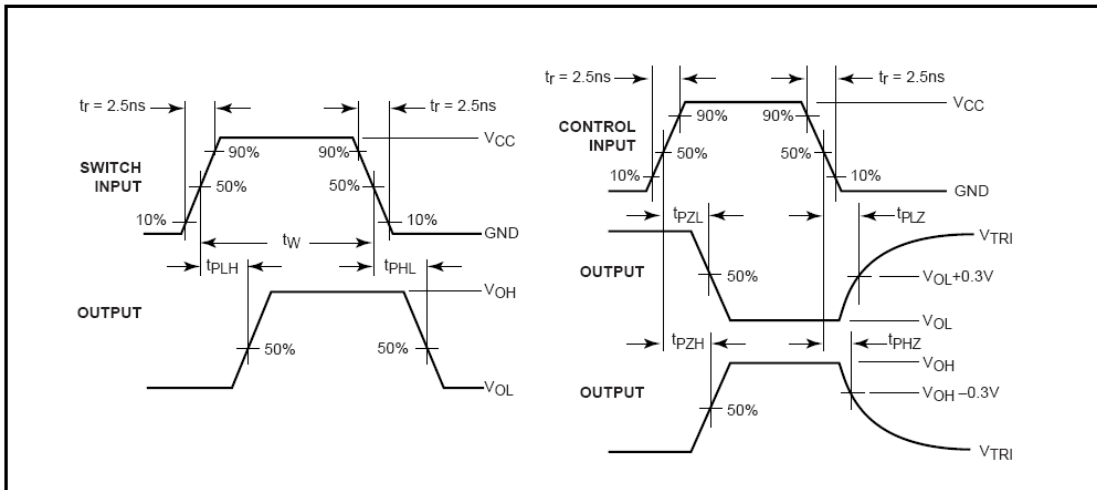 tr = 2.5ns
tr = 2.5ns
VCC
90%
90%
SWITCH
INPUT
50%
50%
10%
10%
GND
tW
tPLH
tPHL
VOH
OUTPUT
50%
50%
VOL
tr = 2.5ns
tr = 2.5ns
VCC
90%
90%
CONTROL
INPUT
50%
50%
10%
10%
GND
tPZL
tPLZ
VTRI
OUTPUT
50%
VOL+0.3V
VOL
tPZH
tPHZ
VOH
OUTPUT
VOH –0.3V
50%
VTRI